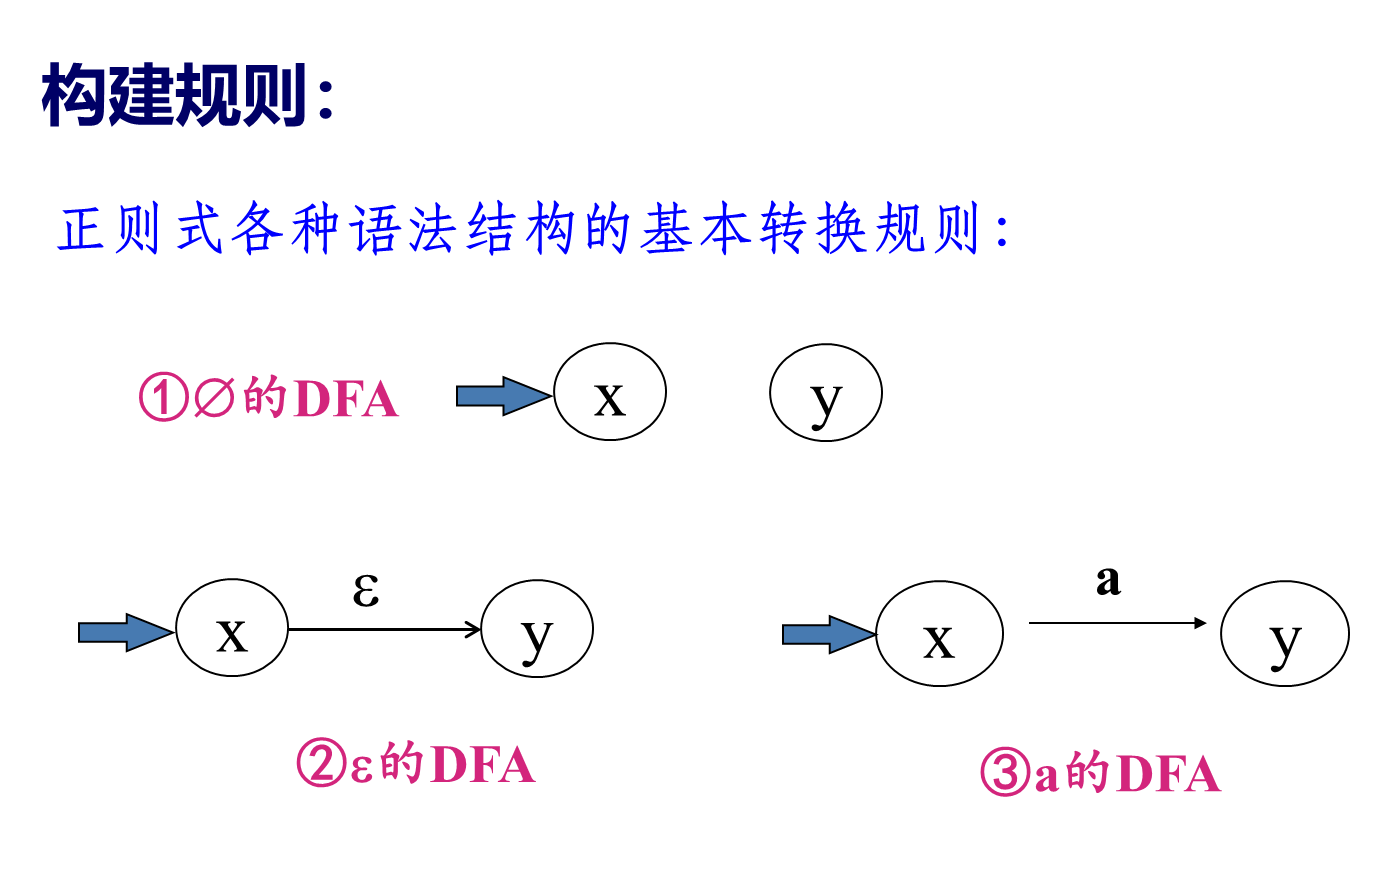 构建规则：
正则式各种语法结构的基本转换规则：
①∅的DFA x y
x ε y
x a y
②ε的DFA
③a的DFA